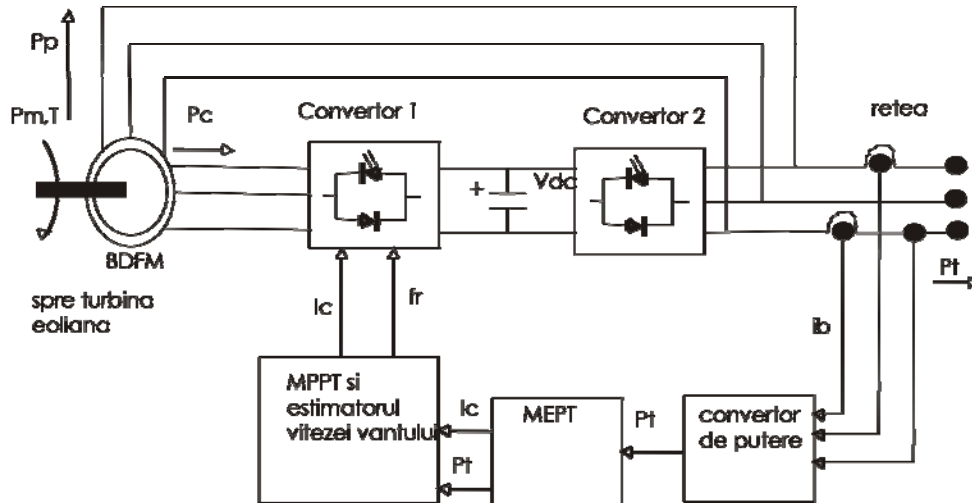 Pp
Pm,T
Pc
Convertor 1
Convertor 2
retea
+
Vdc
BDFM
spre turbina
eoliana
Ic
fr
Pt
ib
MPPT si
estimatorul
vitezei vantului
Ic
Pt
MEPT
Pt
convertor
de putere